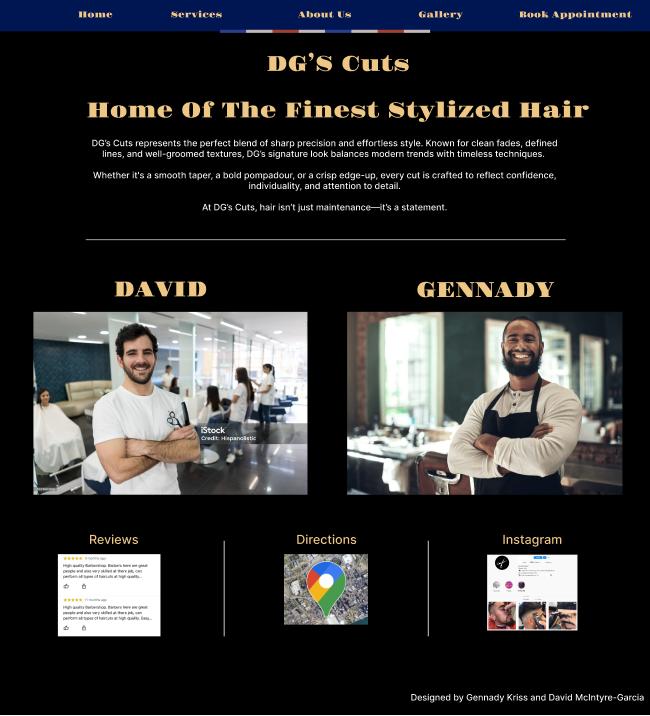 Home Services About Us Gallery Book Appointment
DG'S Cuts
Home Of The Finest Stylized Hair
DG's Cuts represents the perfect blend of sharp precision and effortless style. Known for clean fades, defined
lines, and well-groomed textures, DG's signature look balances modern trends with timeless techniques.
Whether it's a smooth taper, a bold pompadour, or a crisp edge-up, every cut is crafted to reflect confidence,
individuality, and attention to detail.
At DG's Cuts, hair isn't just maintenance—it's a statement.
DAVID
GENNADY
iStock
Credit: Hispanolistic
Reviews
Directions
Instagram
High quality Barbershop. Barbers here are great
people and also very skilled at there job, can
perform all types of haircuts at high quality...
11 months ago
High quality Barbershop. Barbers here are great
people and also very skilled at there job, can
perform all types of haircuts at high quality. Easy...
Designed by Gennady Kriss and David McIntyre-Garcia